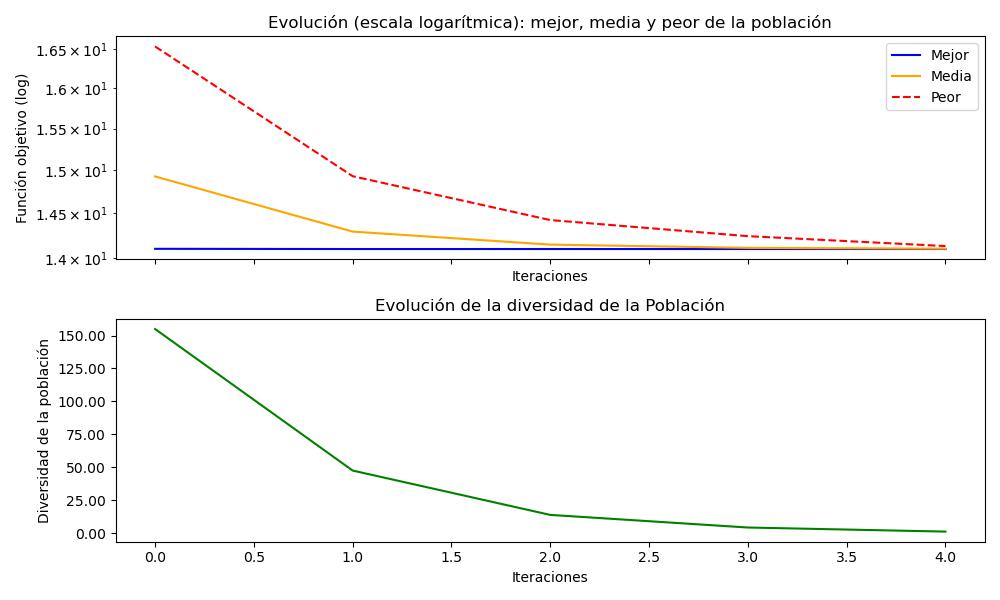 Evolución (escala logarítmica): mejor, media y peor de la población
Función objetivo (log)
1.65 × 10¹
1.6 × 10¹
1.55 × 10¹
1.5 × 10¹
1.45 × 10¹
1.4 × 10¹
Mejor
Media
Peor
Iteraciones
Evolución de la diversidad de la Población
Diversidad de la población
150.00
125.00
100.00
75.00
50.00
25.00
0.00
0.0 0.5 1.0 1.5 2.0 2.5 3.0 3.5 4.0
Iteraciones